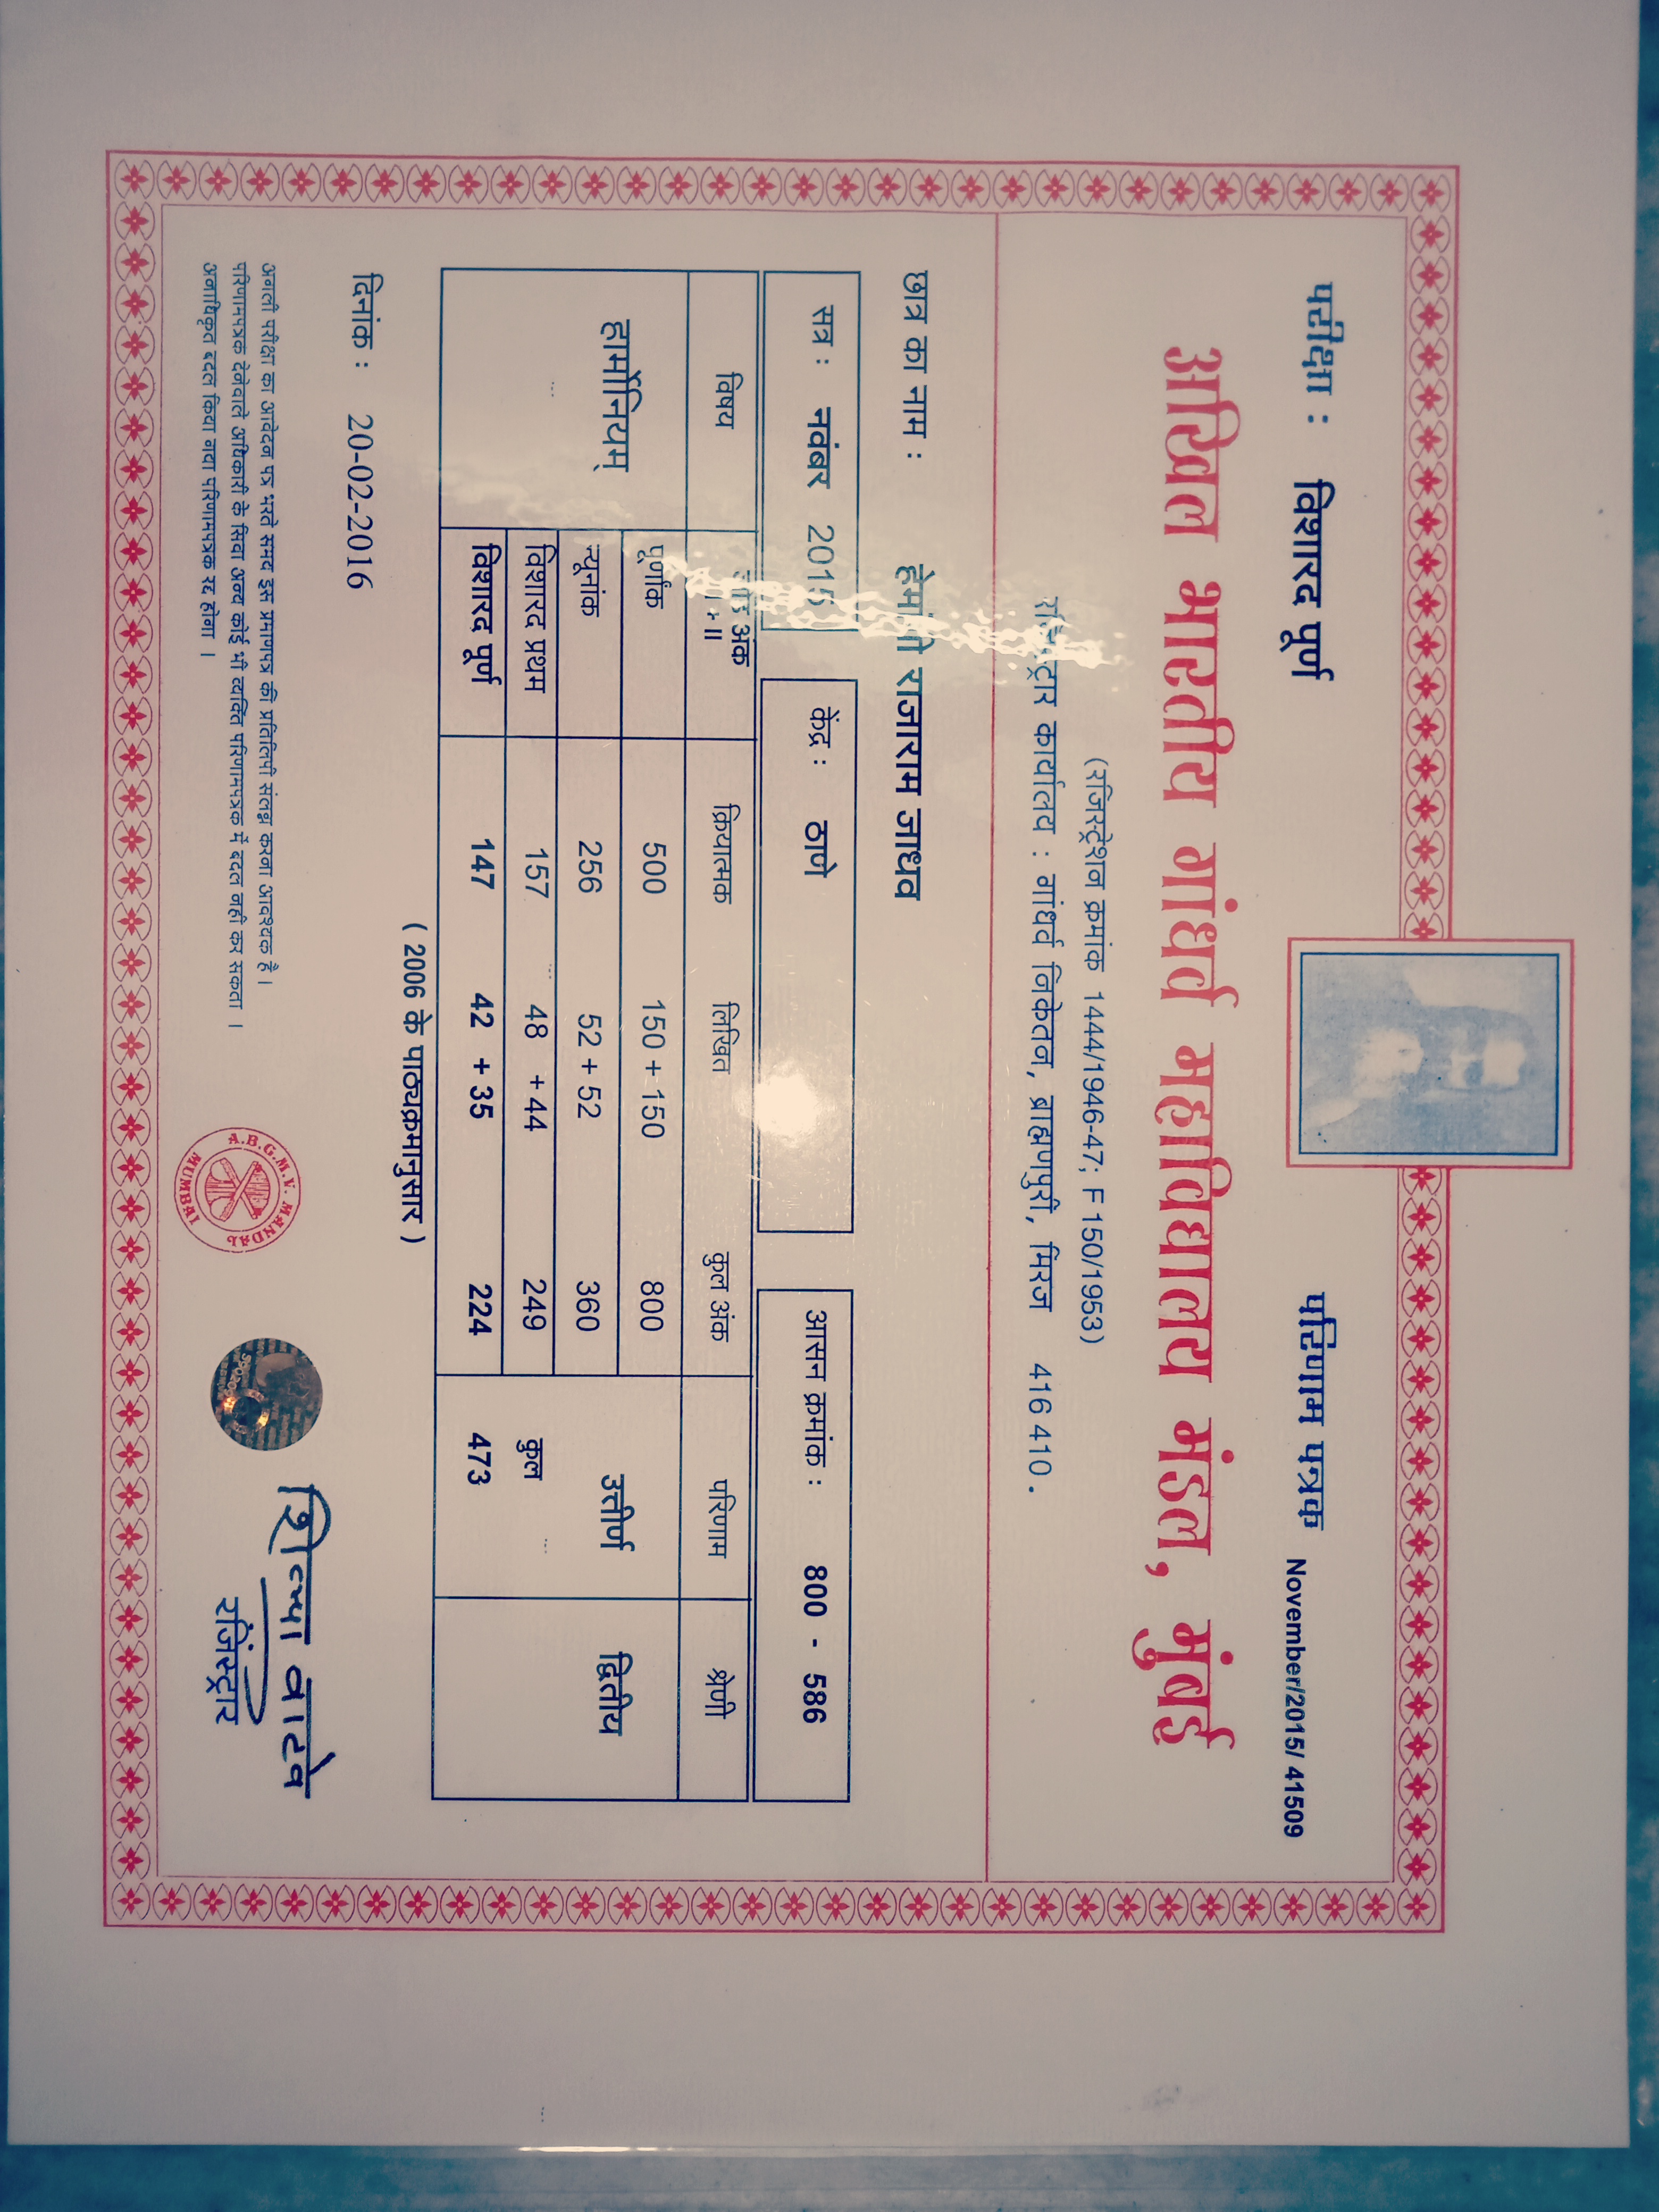 परीक्षा : विशारद पूर्ण
परिणाम पत्रक November/2015/ 41509
अखिल भारतीय गांधर्व महाविद्यालय मंडल, मुंबई
(रजिस्ट्रेशन क्रमांक 1444/1946-47; F 150/1953)
कार्यालय : गांधर्व निकेतन, ब्राह्मणपुरी, मिरज 416 410 .
छात्र का नाम : राजाराम जाधव
सत्र : नवंबर 2015
केंद्र : ठाणे
आसन क्रमांक : 800 - 586
विषय अंक क्रियात्मक लिखित कुल अंक परिणाम श्रेणी
हार्मोनियम्
पूर्णांक 500 150 + 150 800
उत्तीर्ण द्वितीय
न्यूनांक 256 52 + 52 360
विशारद प्रथम 157 48 + 44 249 कुल
विशारद पूर्ण 147 42 + 35 224 473
( 2006 के पाठ्यक्रमानुसार )
दिनांक : 20-02-2016
अगली परीक्षा का आवेदन पत्र भरते समय इस प्रमाणपत्र की प्रतिलिपी संलग्न करना आवश्यक है ।
परिणामपत्रक देनेवाले अधिकारी के सिवा अन्य कोई भी व्यक्ति परिणामपत्रक में बदल नहीं कर सकता ।
अनाधिकृत बदल किया गया परिणामपत्रक रद्द होगा ।
A.B.G.M.V. MANDAL
MUMBAI
रजिस्ट्रार